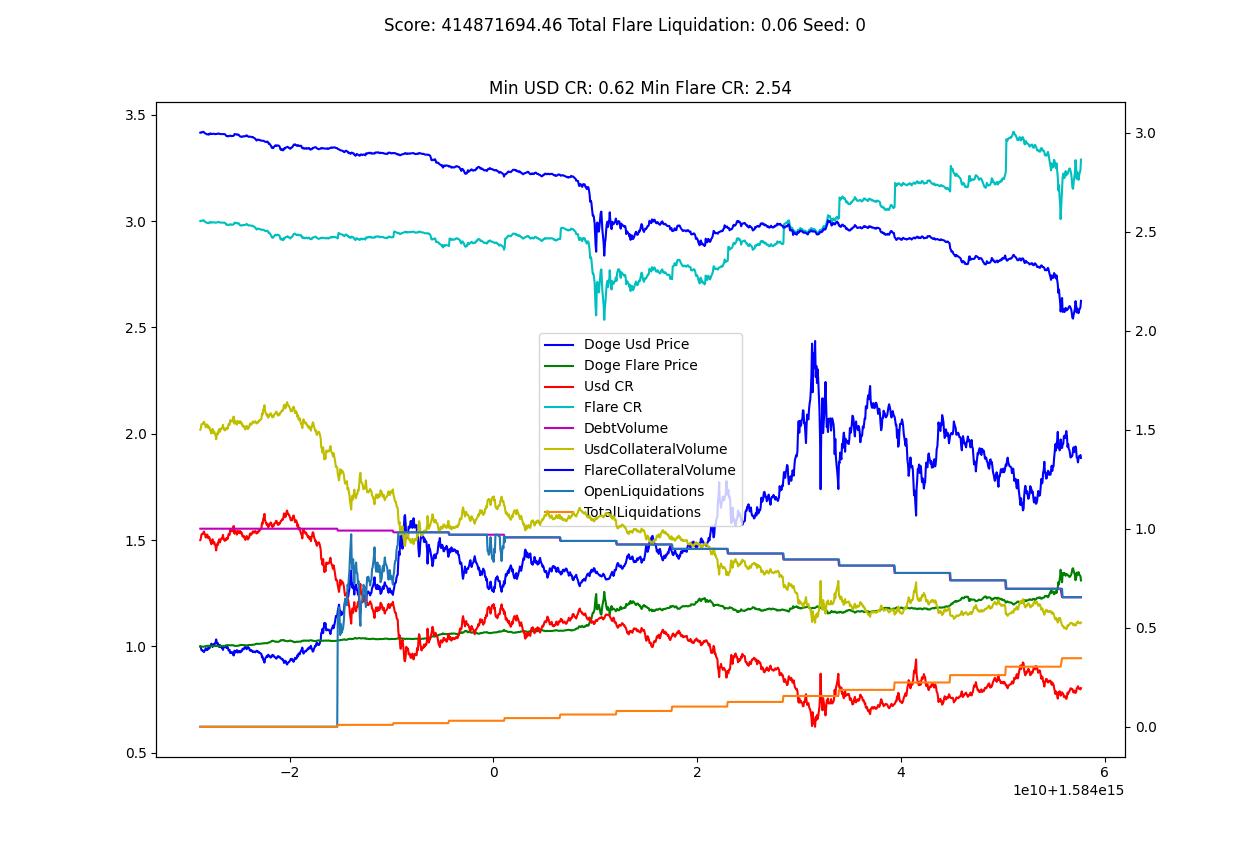 Score: 414871694.46 Total Flare Liquidation: 0.06 Seed: 0
Min USD CR: 0.62 Min Flare CR: 2.54
3.5
3.0
2.5
2.0
1.5
1.0
0.5
3.0
2.5
2.0
1.5
1.0
0.5
0.0
Doge Usd Price
Doge Flare Price
Usd CR
Flare CR
DebtVolume
UsdCollateralVolume
FlareCollateralVolume
OpenLiquidations
TotalLiquidations
−2 0 2 4 6
1e10+1.584e15